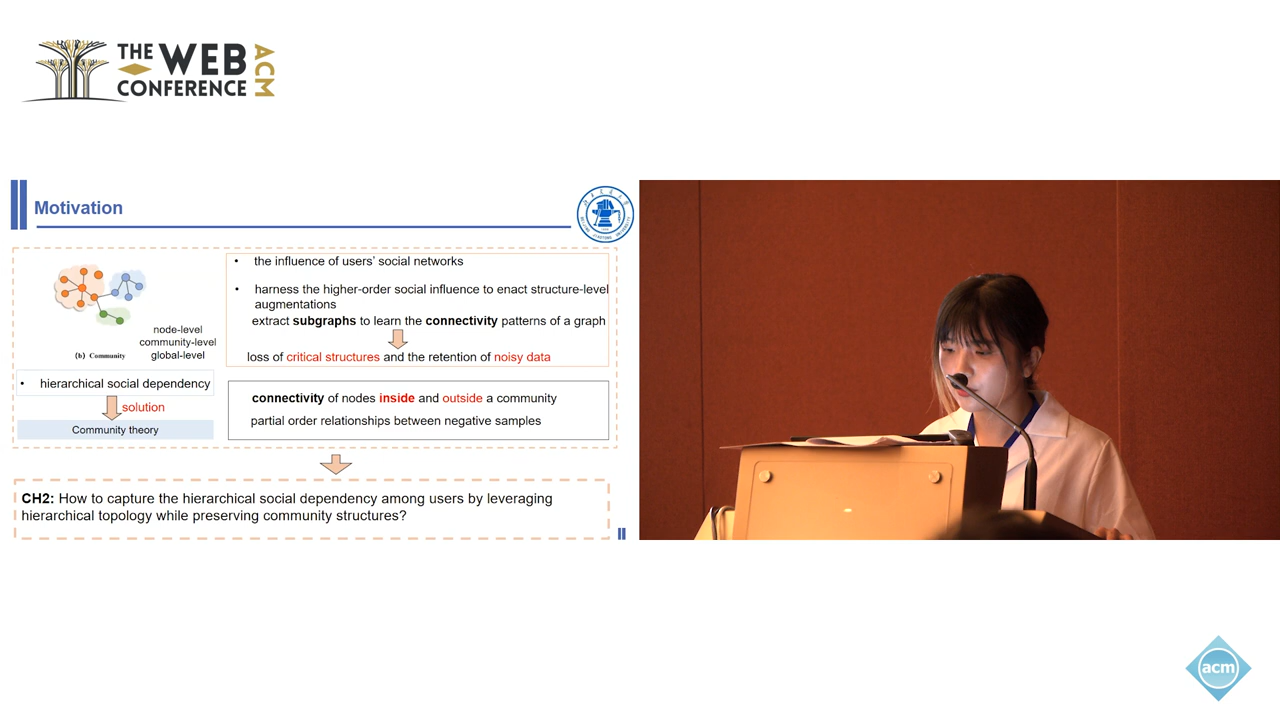 THE WEB
CONFERENCE
ACM
Motivation
• the influence of users’ social networks
• harness the higher-order social influence to enact structure-level
augmentations
extract subgraphs to learn the connectivity patterns of a graph
loss of critical structures and the retention of noisy data
node-level
community-level
global-level
(b) Community
• hierarchical social dependency
solution
Community theory
connectivity of nodes inside and outside a community
partial order relationships between negative samples
CH2: How to capture the hierarchical social dependency among users by leveraging
hierarchical topology while preserving community structures?
acm